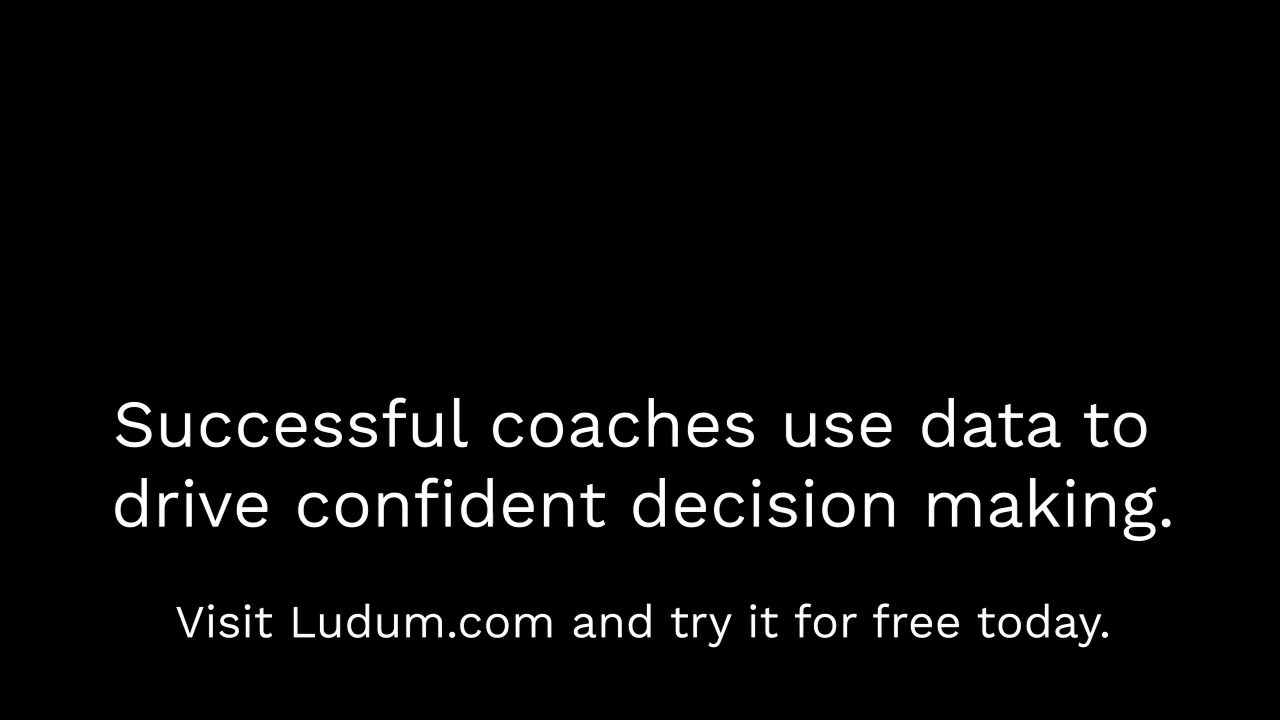 Successful coaches use data to
drive confident decision making.
Visit Ludum.com and try it for free today.